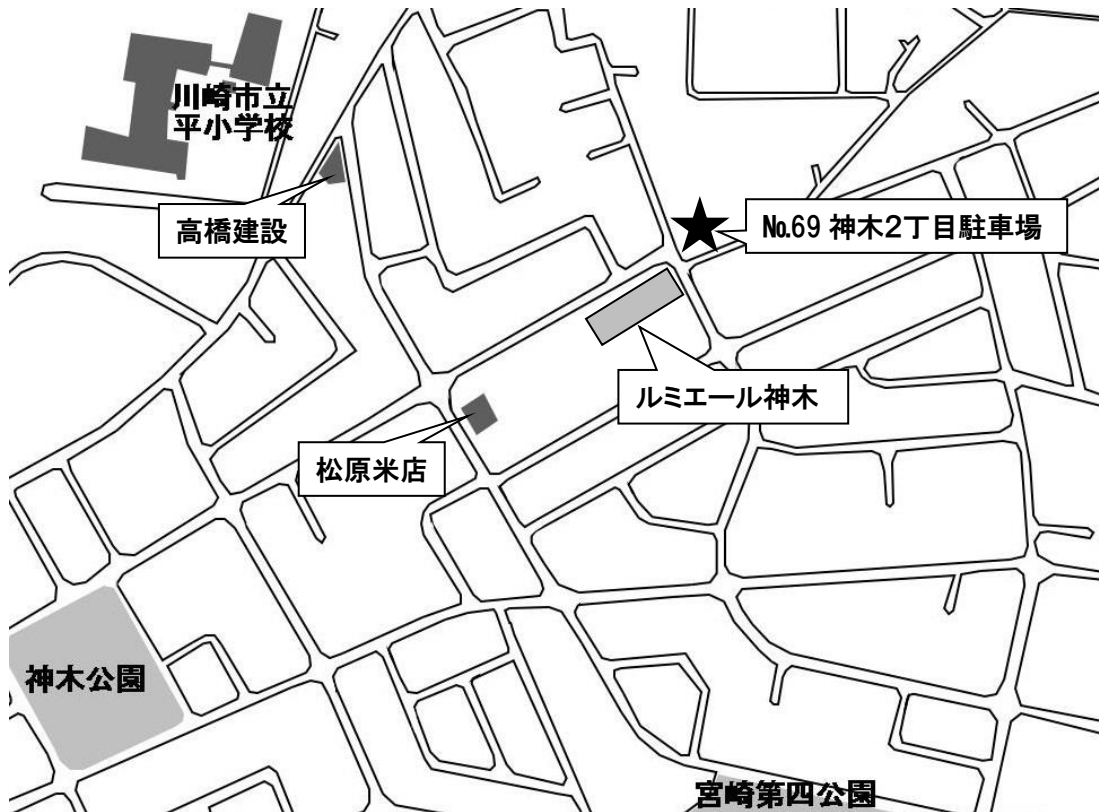 川崎市立
平小学校
高橋建設
№69 神木2丁目駐車場
ルミエール神木
松原米店
神木公園
宮崎第四公園